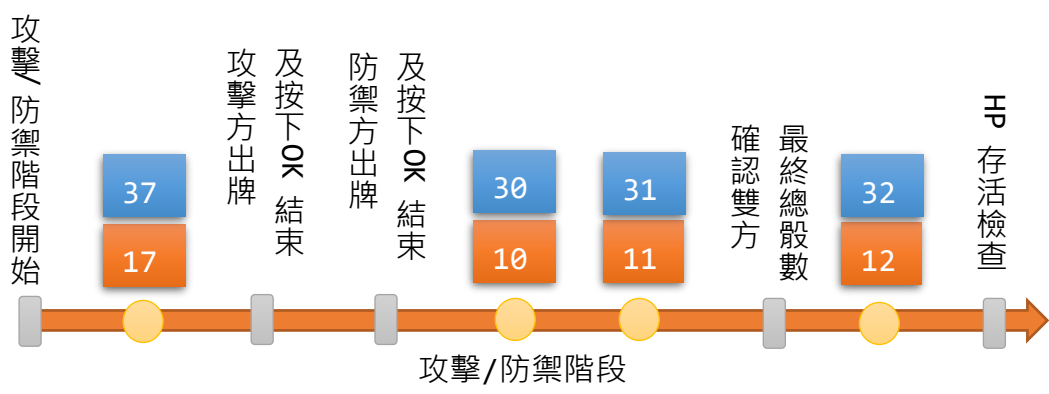 攻擊/防禦階段開始
37
17
攻擊方出牌
及按下OK 結束
防禦方出牌
及按下OK 結束
30
10
31
11
確認雙方
最終總骰數
32
12
HP 存活檢查
攻擊/防禦階段